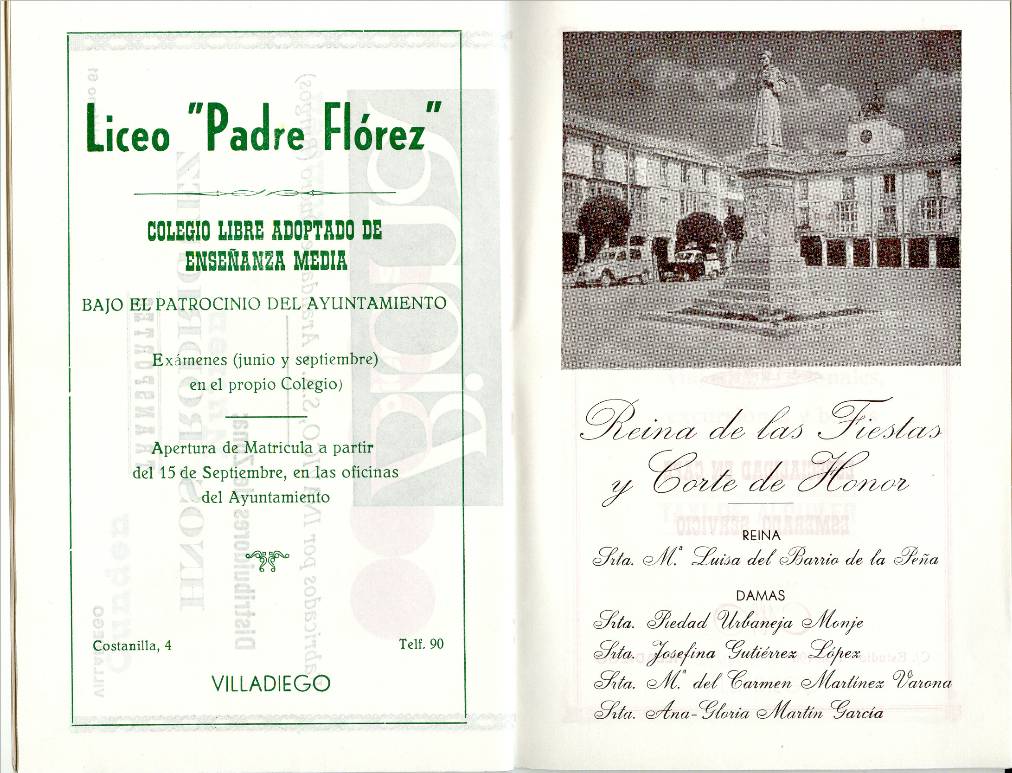 Liceo "Padre Flórez"
COLEGIO LIBRE ADOPTADO DE
ENSEÑANZA MEDIA
BAJO EL PATROCINIO DEL AYUNTAMIENTO
Exámenes (junio y septiembre)
en el propio Colegio)
Apertura de Matricula a partir
del 15 de Septiembre, en las oficinas
del Ayuntamiento
Costanilla, 4 Telf. 90
VILLADIEGO
Reina de las Fiestas
y Corte de Honor
REINA
Srta. M.ª Luisa del Barrio de la Peña
DAMAS
Srta. Piedad Urbaneja Monje
Srta. Josefina Gutiérrez López
Srta. M.ª del Carmen Martínez Varona
Srta. Ana-Gloria Martín García